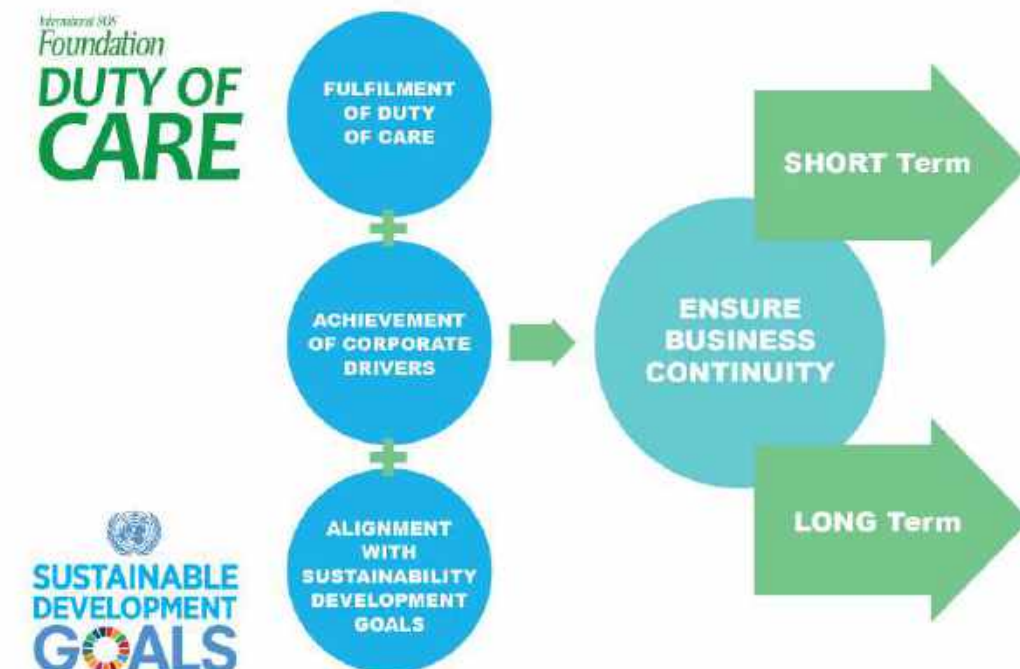 International SOS
Foundation
DUTY OF
CARE
FULFILMENT
OF DUTY
OF CARE
ACHIEVEMENT
OF CORPORATE
DRIVERS
ALIGNMENT
WITH
SUSTAINABILITY
DEVELOPMENT
GOALS
SUSTAINABLE
DEVELOPMENT
GOALS
ENSURE
BUSINESS
CONTINUITY
SHORT Term
LONG Term